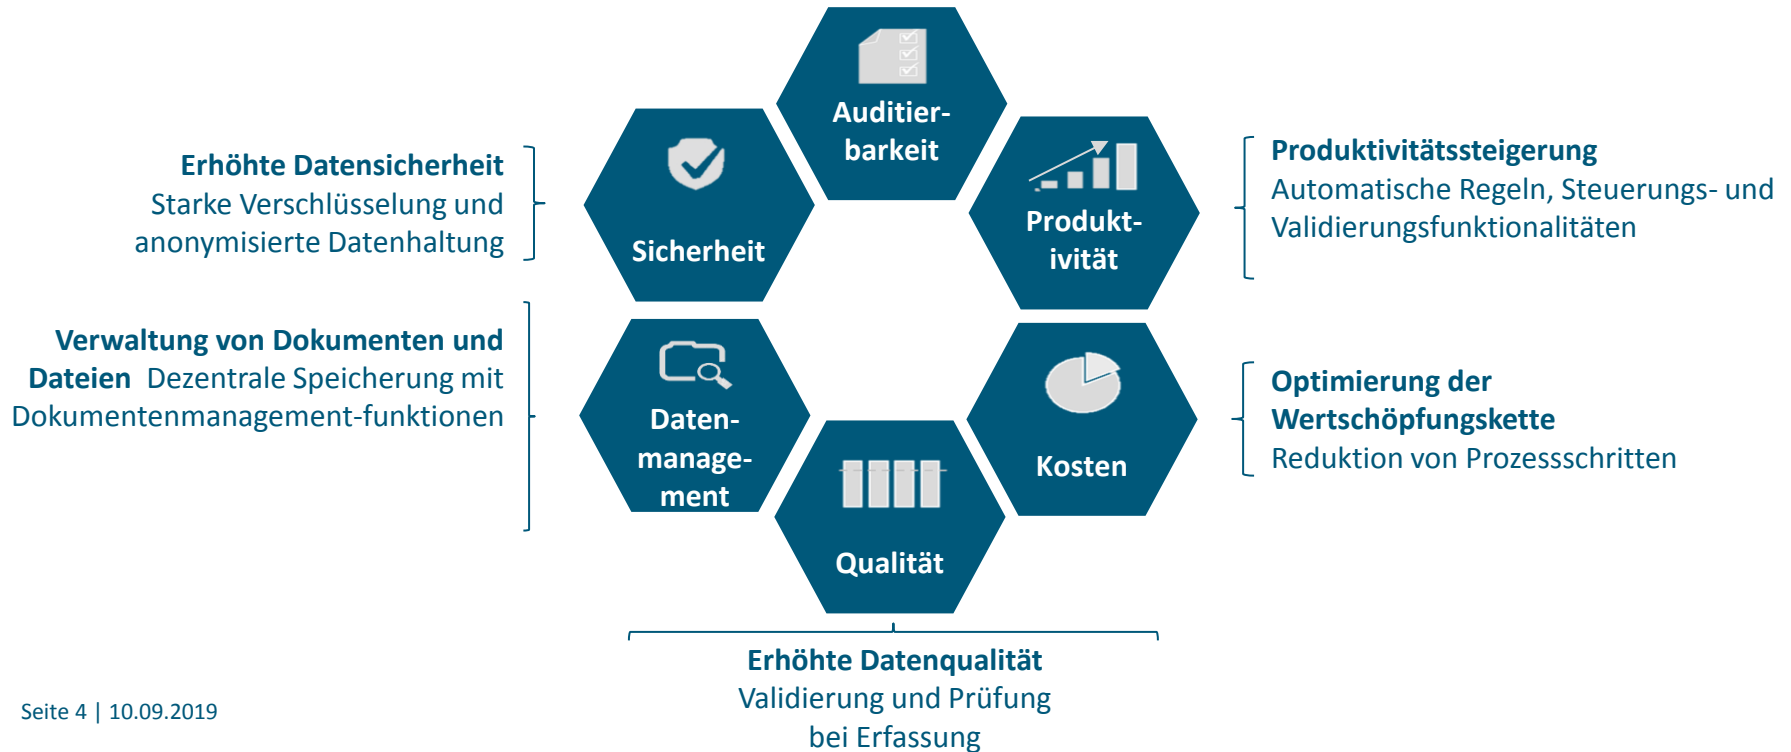 Auditier-
barkeit
Erhöhte Datensicherheit
Starke Verschlüsselung und
anonymisierte Datenhaltung
Sicherheit
Produkt-
ivität
Produktivitätssteigerung
Automatische Regeln, Steuerungs- und
Validierungsfunktionalitäten
Verwaltung von Dokumenten und
Dateien Dezentrale Speicherung mit
Dokumentenmanagement-funktionen
Daten-
manage-
ment
Kosten
Optimierung der
Wertschöpfungskette
Reduktion von Prozessschritten
Qualität
Erhöhte Datenqualität
Validierung und Prüfung
bei Erfassung
Seite 4 | 10.09.2019